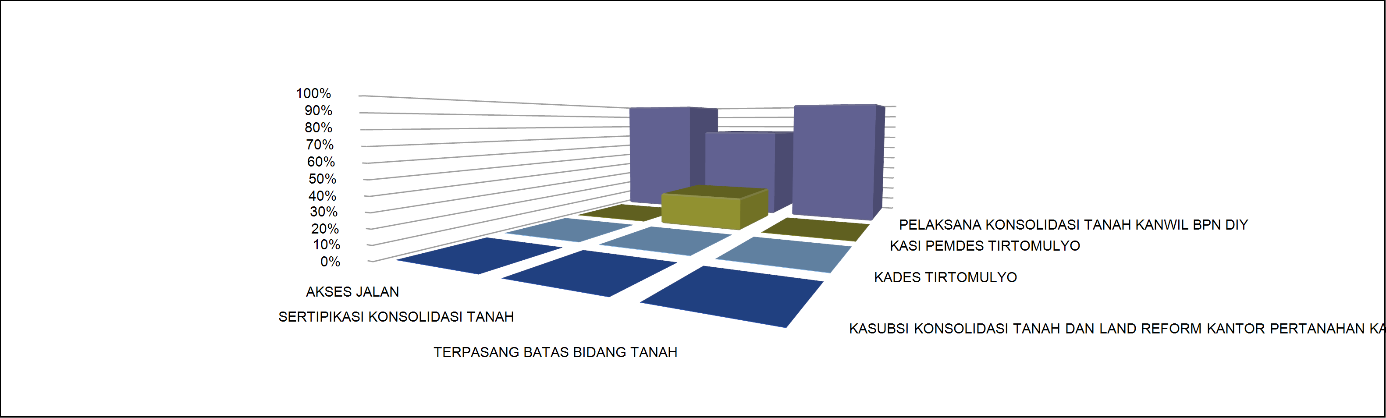 100%
90%
80%
70%
60%
50%
40%
30%
20%
10%
0%
AKSES JALAN
SERTIPIKASI KONSOLIDASI TANAH
TERPASANG BATAS BIDANG TANAH
PELAKSANA KONSOLIDASI TANAH KANWIL BPN DIY
KASI PEMDES TIRTOMULYO
KADES TIRTOMULYO
KASUBSI KONSOLIDASI TANAH DAN LAND REFORM KANTOR PERTANAHAN